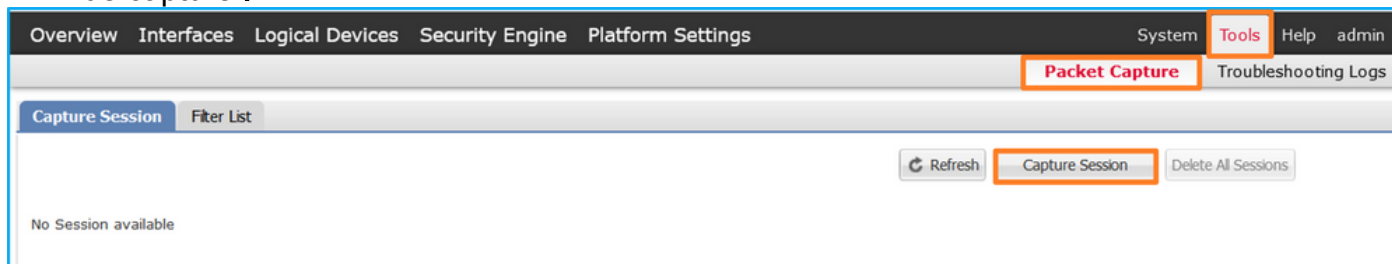 Overview Interfaces Logical Devices Security Engine Platform Settings System Tools Help admin
Packet Capture Troubleshooting Logs
Capture Session Filter List
Refresh Capture Session Delete All Sessions
No Session available